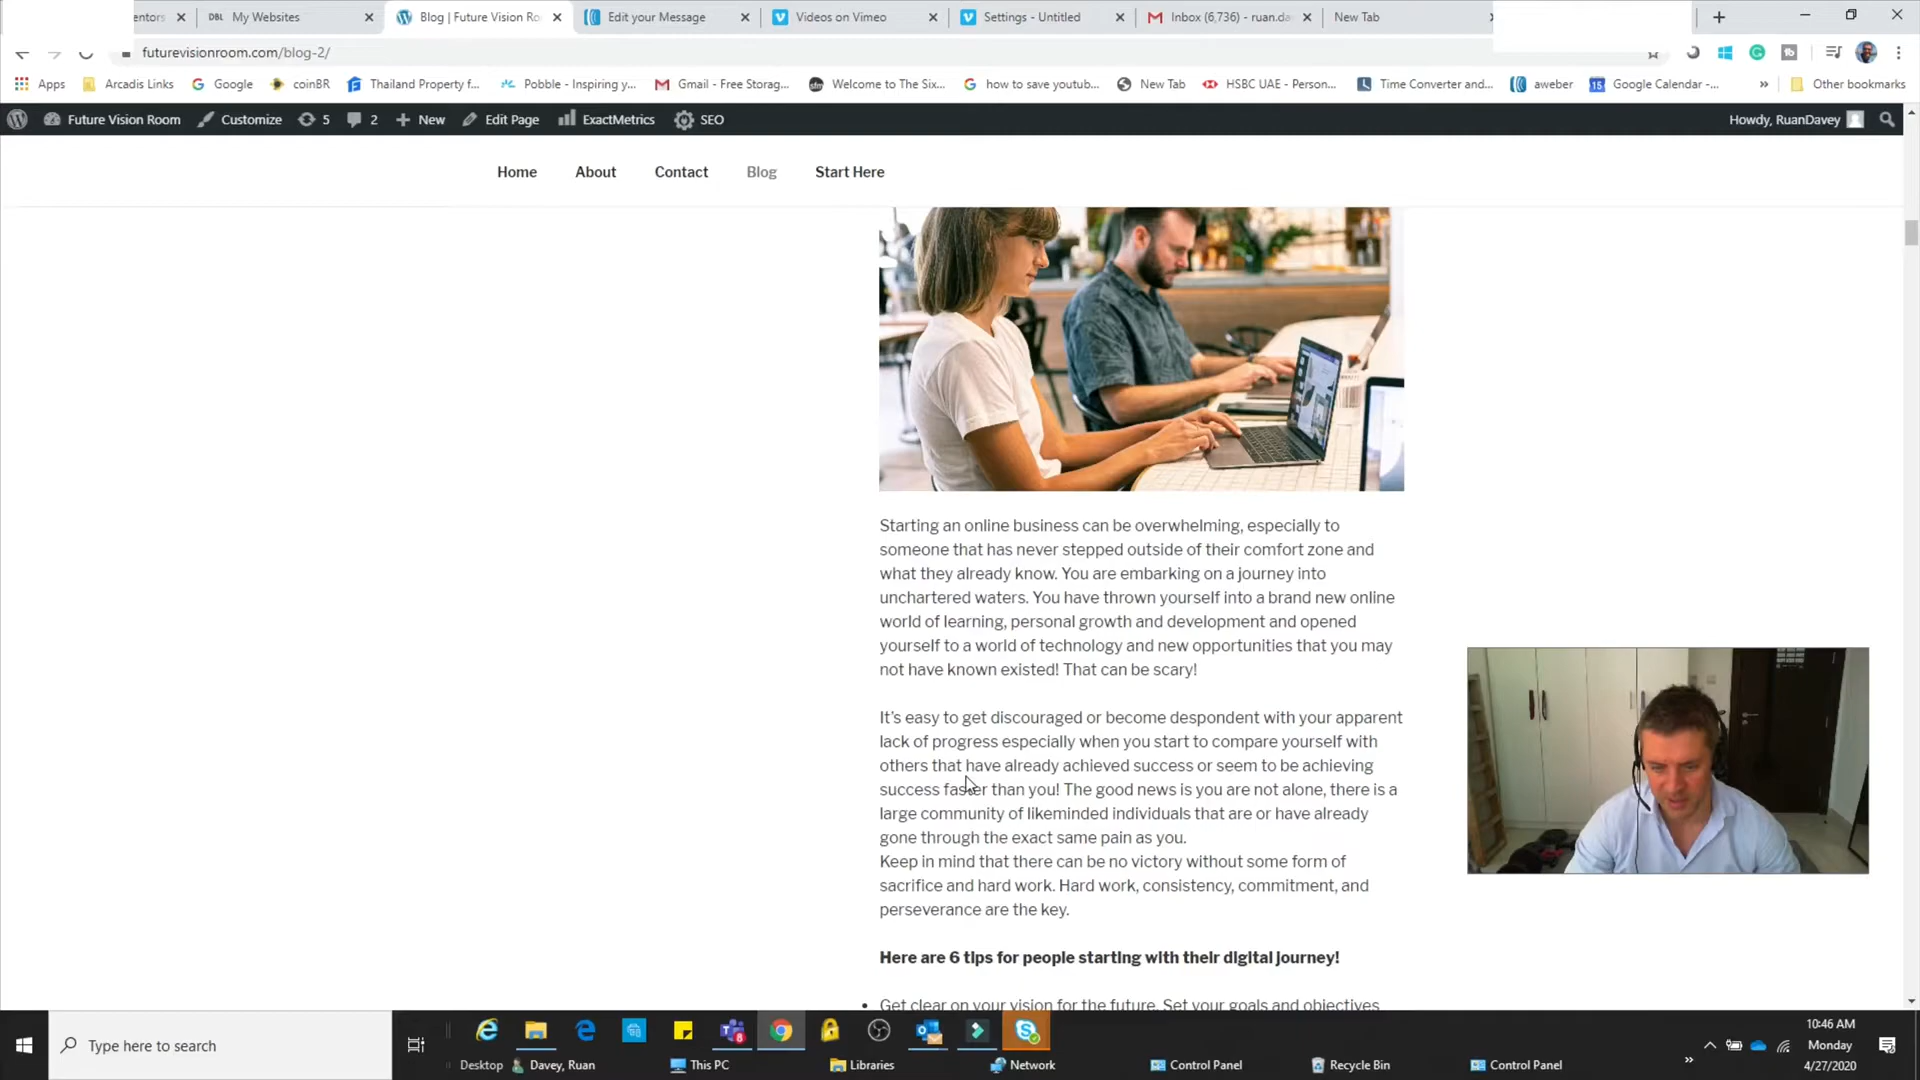 entors
My Websites
Blog | Future Vision Ro
Edit your Message
Videos on Vimeo
Settings - Untitled
Inbox (6,736) - ruan.da
New Tab
futurevisionroom.com/blog-2/
Apps
Arcadis Links
Google
coinBR
Thailand Property f...
Pobble - Inspiring y...
Gmail - Free Storag...
Welcome to The Six...
how to save youtub...
New Tab
HSBC UAE - Person...
Time Converter and...
aweber
Google Calendar -...
Other bookmarks
Future Vision Room
Customize
5
2
New
Edit Page
ExactMetrics
SEO
Howdy, RuanDavey
Home
About
Contact
Blog
Start Here
Starting an online business can be overwhelming, especially to
someone that has never stepped outside of their comfort zone and
what they already know. You are embarking on a journey into
unchartered waters. You have thrown yourself into a brand new online
world of learning, personal growth and development and opened
yourself to a world of technology and new opportunities that you may
not have known existed! That can be scary!
It's easy to get discouraged or become despondent with your apparent
lack of progress especially when you start to compare yourself with
others that have already achieved success or seem to be achieving
success faster than you! The good news is you are not alone, there is a
large community of likeminded individuals that are or have already
gone through the exact same pain as you.
Keep in mind that there can be no victory without some form of
sacrifice and hard work. Hard work, consistency, commitment, and
perseverance are the key.
Here are 6 tips for people starting with their digital journey!
Get clear on your vision for the future. Set your goals and objectives
Type here to search
Desktop
Davey, Ruan
This PC
Libraries
Network
Control Panel
Recycle Bin
Control Panel
10:46 AM
Monday
4/27/2020